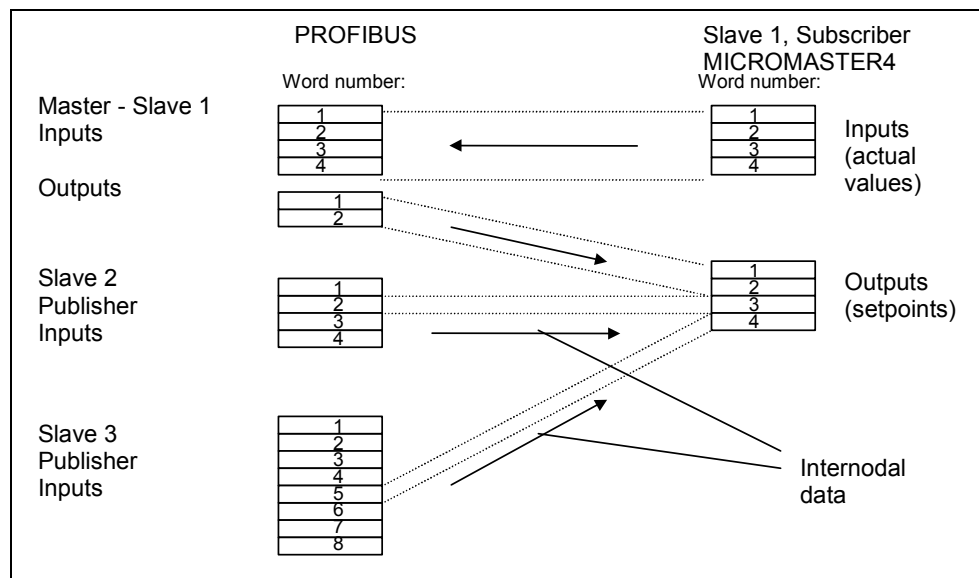 PROFIBUS
Slave 1, Subscriber
MICROMASTER4
Word number:
Word number:
Master - Slave 1
Inputs
1
2
3
4
1
2
3
4
Inputs
(actual
values)
Outputs
1
2
1
2
3
4
Outputs
(setpoints)
Slave 2
Publisher
Inputs
1
2
3
4
Slave 3
Publisher
Inputs
1
2
3
4
5
6
7
8
Internodal
data